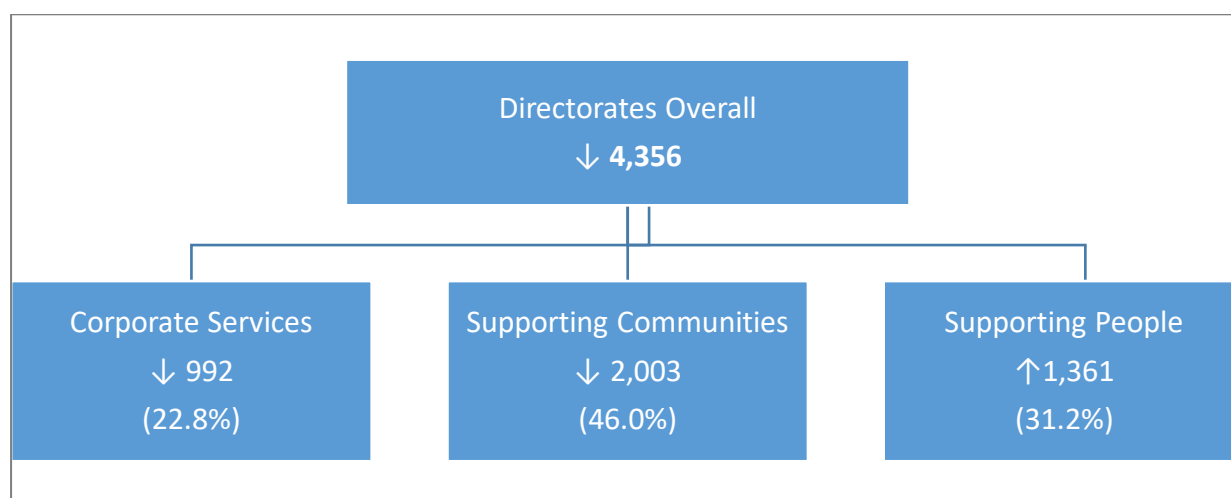 Directorates Overall
↓ 4,356
Corporate Services
↓ 992
(22.8%)
Supporting Communities
↓ 2,003
(46.0%)
Supporting People
↑1,361
(31.2%)